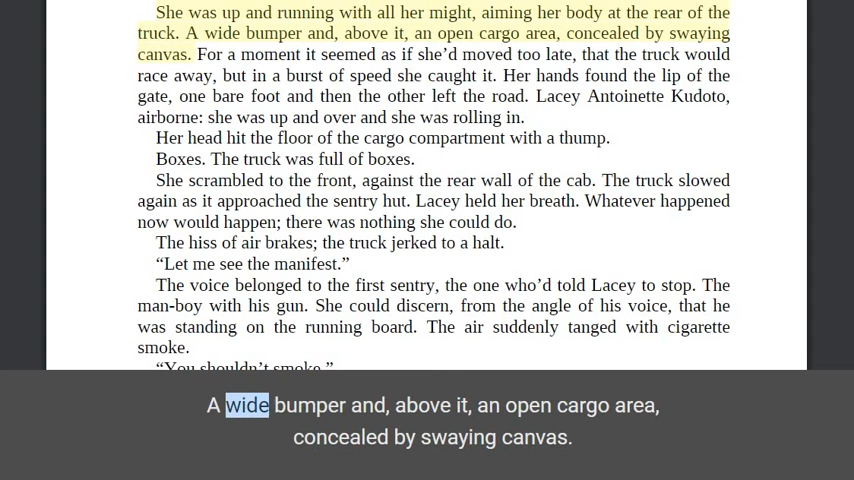 She was up and running with all her might, aiming her body at the rear of the
truck. A wide bumper and, above it, an open cargo area, concealed by swaying
canvas. For a moment it seemed as if she’d moved too late, that the truck would
race away, but in a burst of speed she caught it. Her hands found the lip of the
gate, one bare foot and then the other left the road. Lacey Antoinette Kudoto,
airborne: she was up and over and she was rolling in.
Her head hit the floor of the cargo compartment with a thump.
Boxes. The truck was full of boxes.
She scrambled to the front, against the rear wall of the cab. The truck slowed
again as it approached the sentry hut. Lacey held her breath. Whatever happened
now would happen; there was nothing she could do.
The hiss of air brakes; the truck jerked to a halt.
“Let me see the manifest.”
The voice belonged to the first sentry, the one who’d told Lacey to stop. The
man-boy with his gun. She could discern, from the angle of his voice, that he
was standing on the running board. The air suddenly tanged with cigarette
smoke.
“You shouldn’t smoke.”
A wide bumper and, above it, an open cargo area,
concealed by swaying canvas.